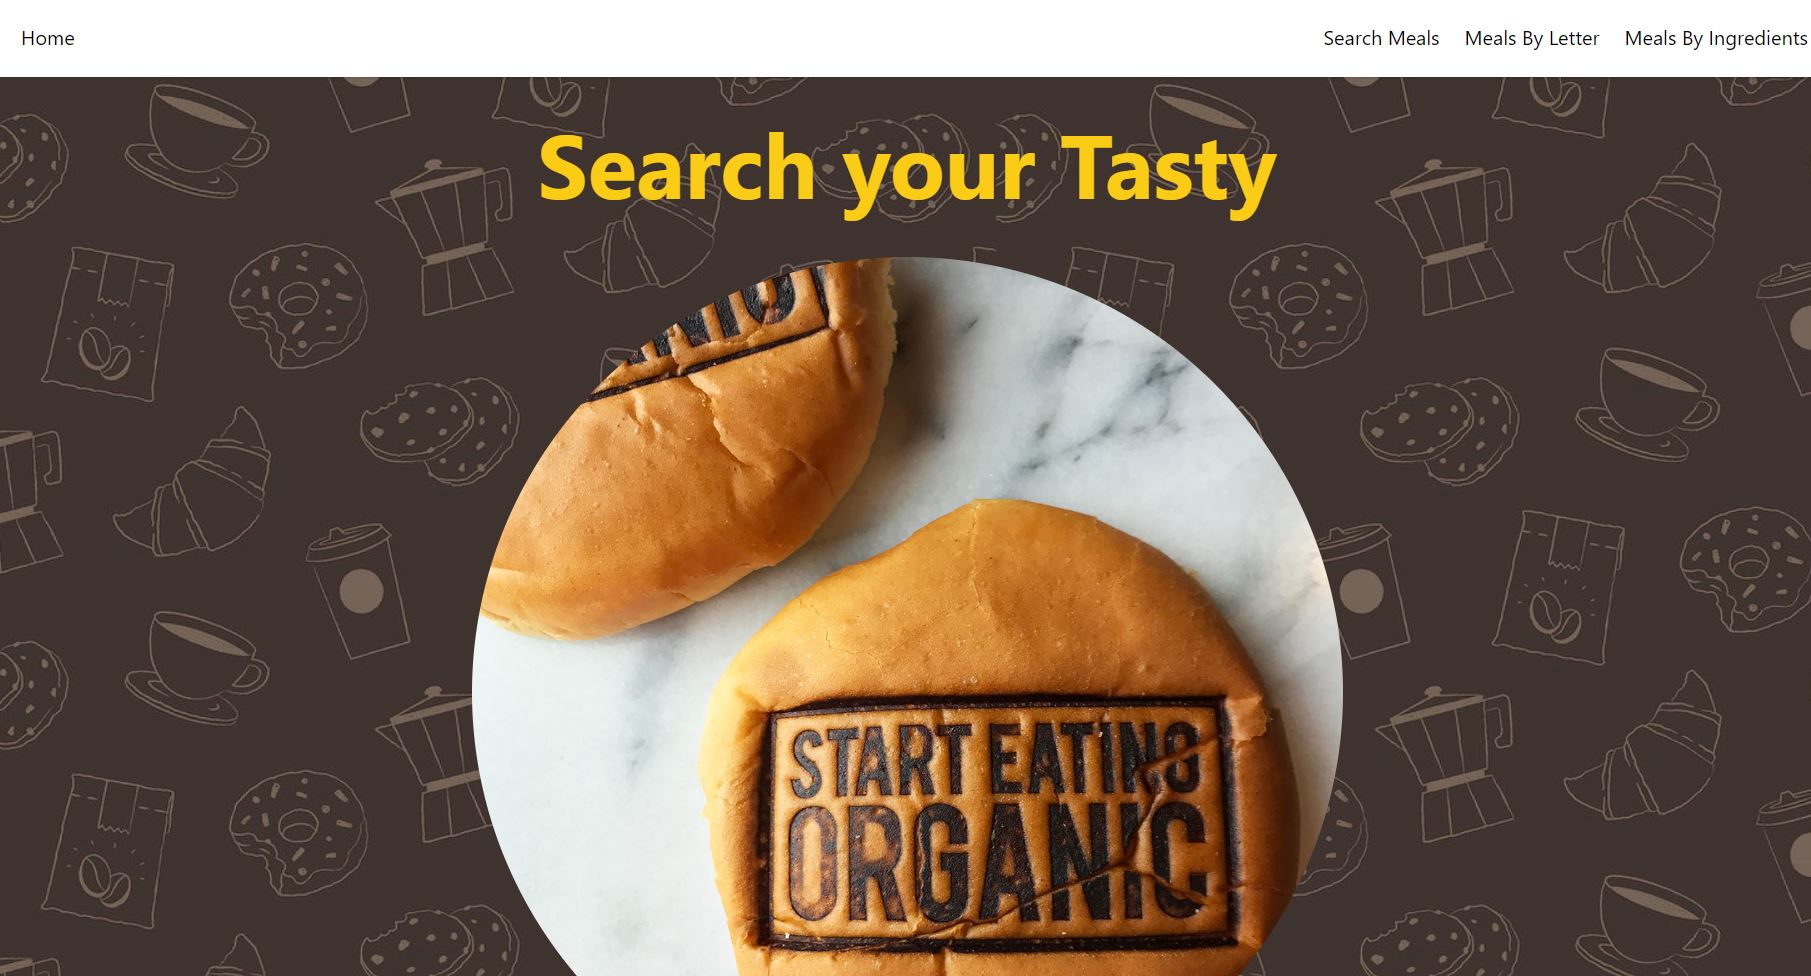 Home
Search Meals
Meals By Letter
Meals By Ingredients
Search your Tasty
START EATING
ORGANIC